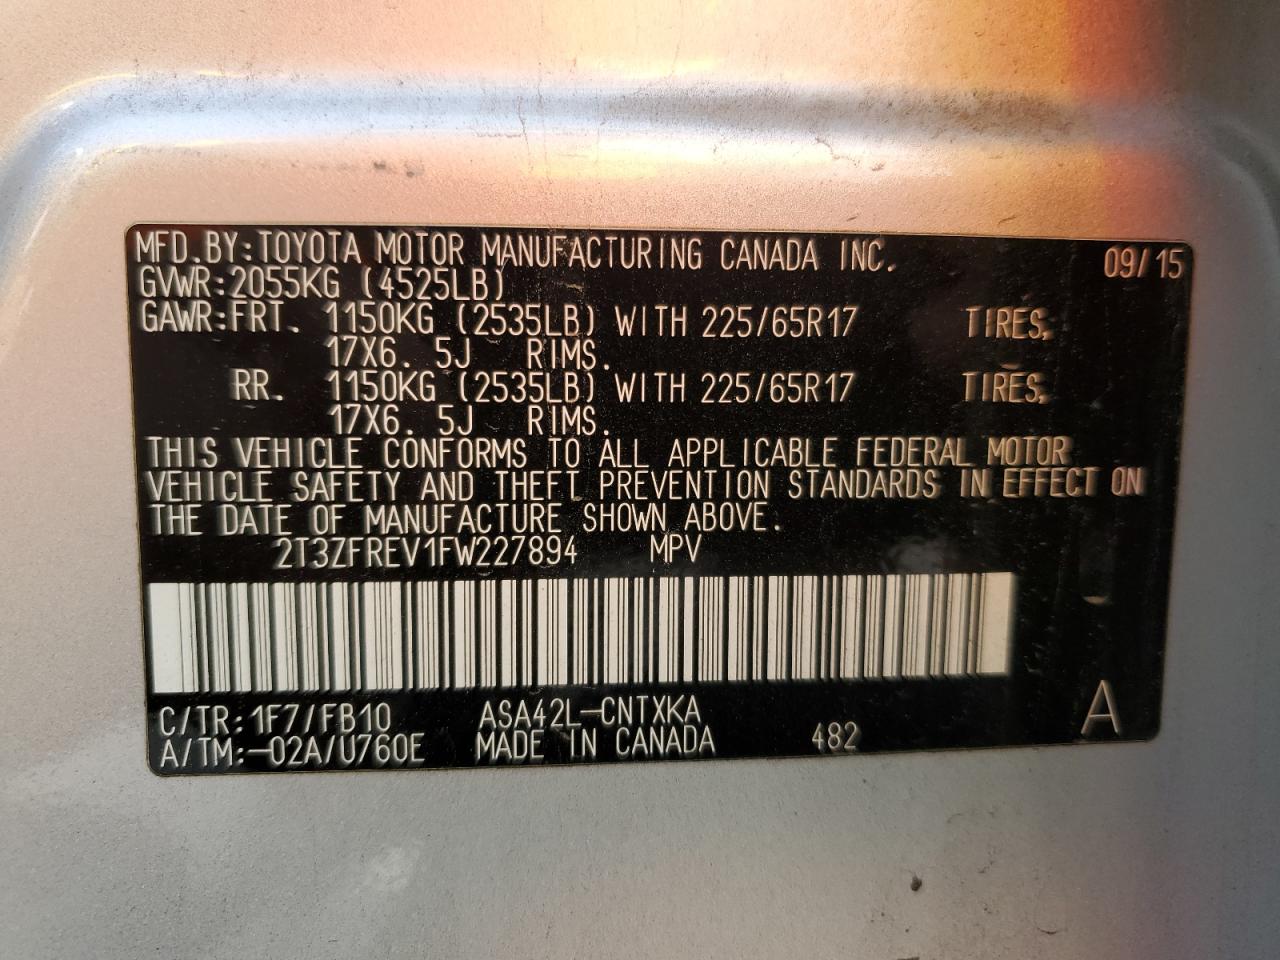 MFD.BY:TOYOTA MOTOR MANUFACTURING CANADA INC. 09/15
GVWR:2055KG (4525LB)
GAWR:FRT. 1150KG (2535LB) WITH 225/65R17 TIRES,
17X6. 5J RIMS.
RR. 1150KG (2535LB) WITH 225/65R17 TIRES,
17X6. 5J RIMS.
THIS VEHICLE CONFORMS TO ALL APPLICABLE FEDERAL MOTOR
VEHICLE SAFETY AND THEFT PREVENTION STANDARDS IN EFFECT ON
THE DATE OF MANUFACTURE SHOWN ABOVE.
2T3ZFREV1FW227894 MPV
C/TR:1F7/FB10 ASA42L-CNTXKA A
A/TM:-02A/U760E MADE IN CANADA 482